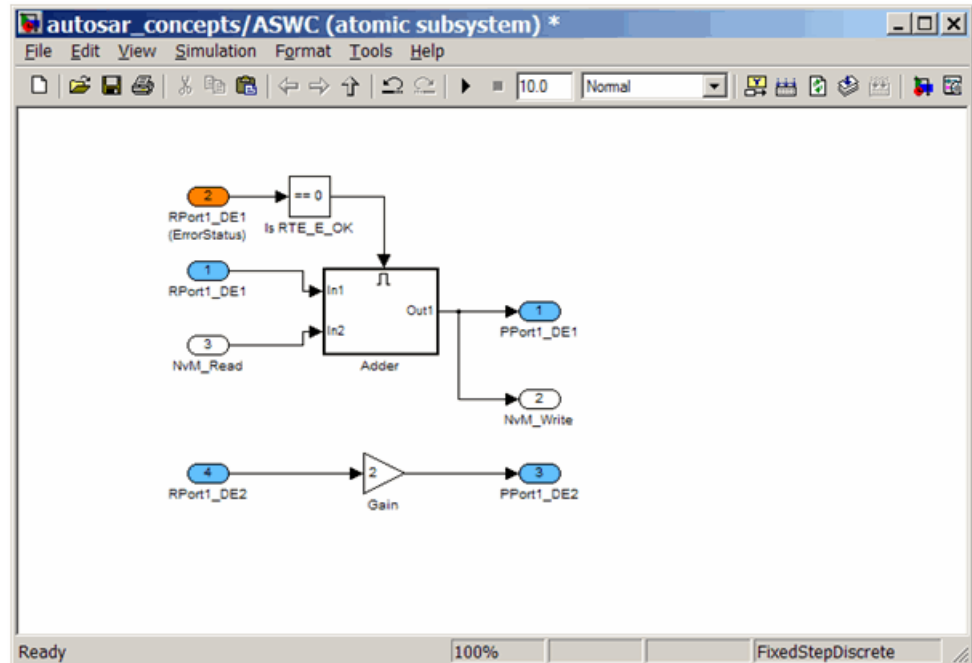 autosar_concepts/ASWC (atomic subsystem) *
File Edit View Simulation Format Tools Help
10.0 Normal
2
== 0
RPort1_DE1
(ErrorStatus)
Is RTE_E_OK
1
RPort1_DE1
In1
Out1
1
PPort1_DE1
In2
3
NvM_Read
Adder
2
NvM_Write
4
RPort1_DE2
2
Gain
3
PPort1_DE2
Ready 100% FixedStepDiscrete